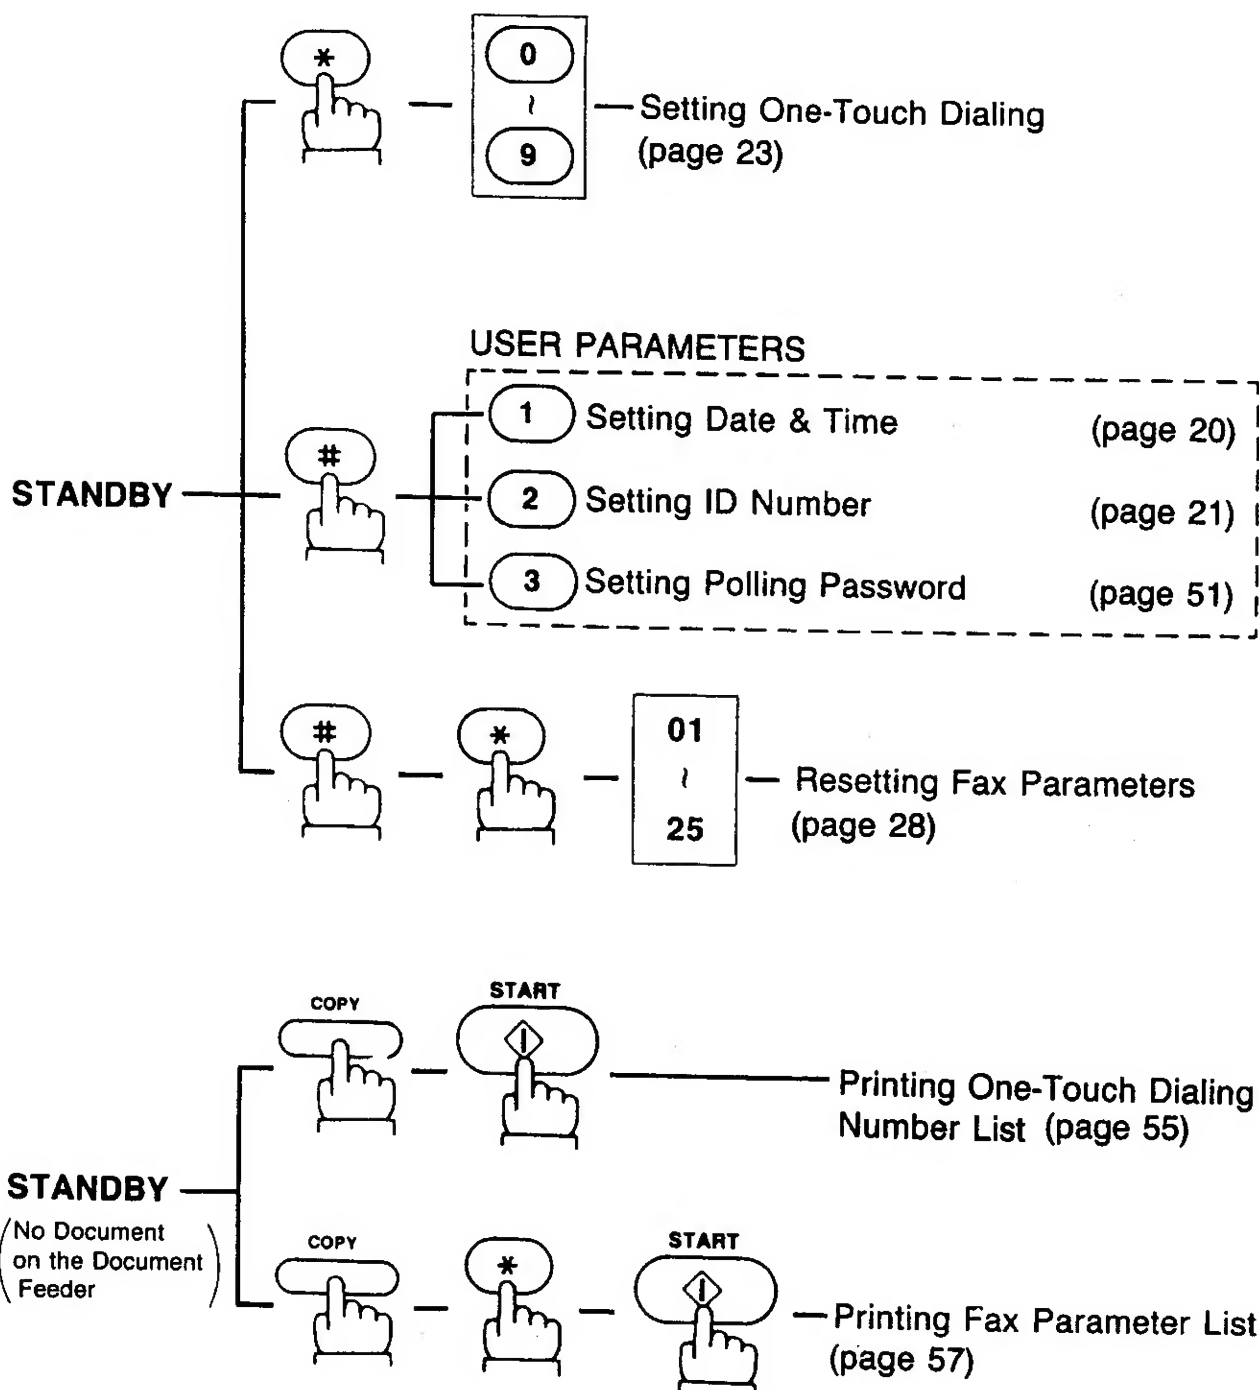 *
0
~
9
Setting One-Touch Dialing
(page 23)
USER PARAMETERS
1 Setting Date & Time (page 20)
STANDBY
#
2 Setting ID Number (page 21)
3 Setting Polling Password (page 51)
#
*
01
~
25
Resetting Fax Parameters
(page 28)
COPY
START
Printing One-Touch Dialing
Number List (page 55)
STANDBY
(No Document
on the Document
Feeder)
COPY
*
START
Printing Fax Parameter List
(page 57)